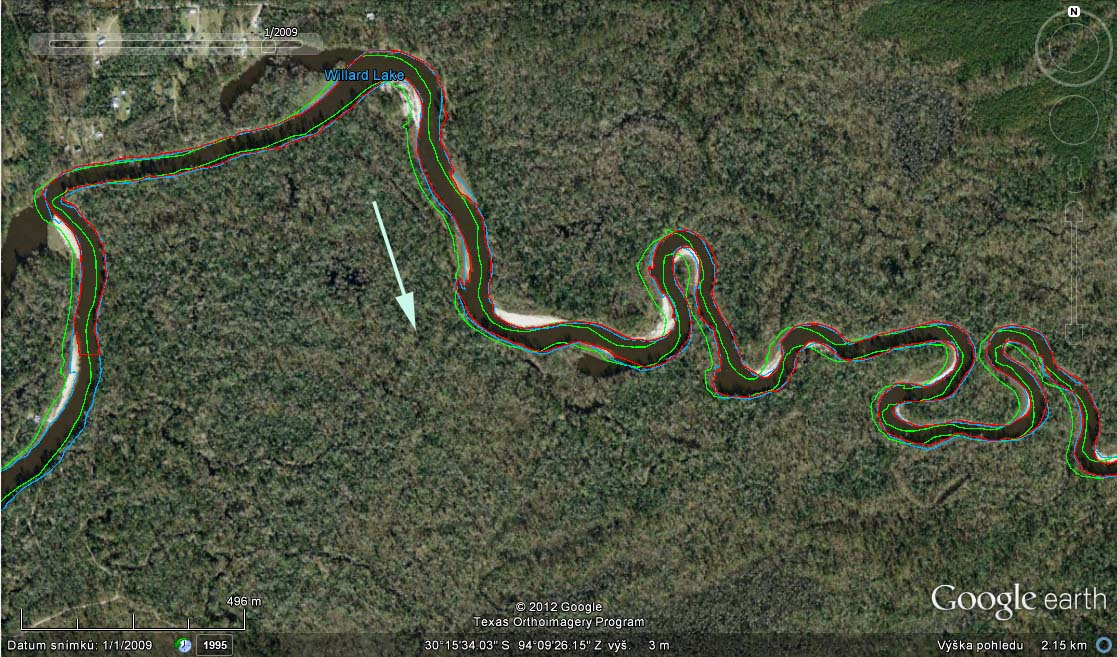 N
1/2009
Willard Lake
496 m
© 2012 Google
Texas Orthoimagery Program
Google earth
Datum snímků: 1/1/2009
1995
30°15'34.03" S 94°09'26.15" Z výš. 3 m
Výška pohledu 2.15 km